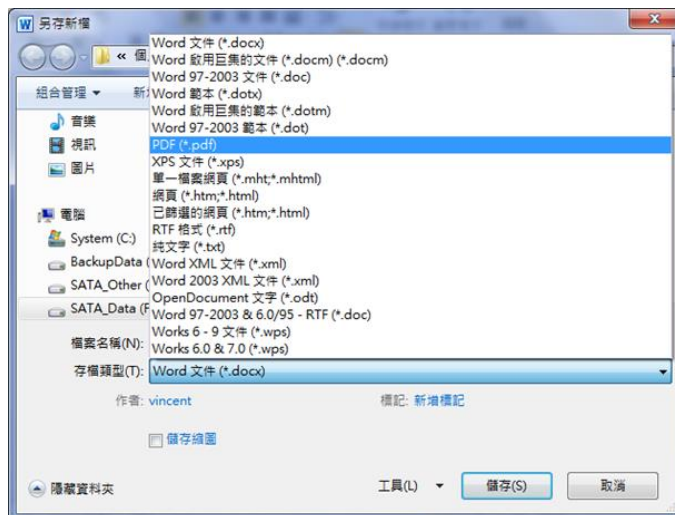 另存新檔
« 個
組合管理 ▼ 新
Word 文件 (*.docx)
Word 啟用巨集的文件 (*.docm) (*.docm)
Word 97-2003 文件 (*.doc)
Word 範本 (*.dotx)
Word 啟用巨集的範本 (*.dotm)
Word 97-2003 範本 (*.dot)
PDF (*.pdf)
XPS 文件 (*.xps)
單一檔案網頁 (*.mht;*.mhtml)
網頁 (*.htm;*.html)
已篩選的網頁 (*.htm;*.html)
RTF 格式 (*.rtf)
純文字 (*.txt)
Word XML 文件 (*.xml)
Word 2003 XML 文件 (*.xml)
OpenDocument 文字 (*.odt)
Word 97-2003 & 6.0/95 - RTF (*.doc)
Works 6 - 9 文件 (*.wps)
Works 6.0 & 7.0 (*.wps)
音樂
視訊
圖片
電腦
System (C:)
BackupData (
SATA_Other (
SATA_Data (F
檔案名稱(N):
存檔類型(T): Word 文件 (*.docx)
作者: vincent 標記: 新增標記
儲存縮圖
隱藏資料夾 工具(L) ▼ 儲存(S) 取消